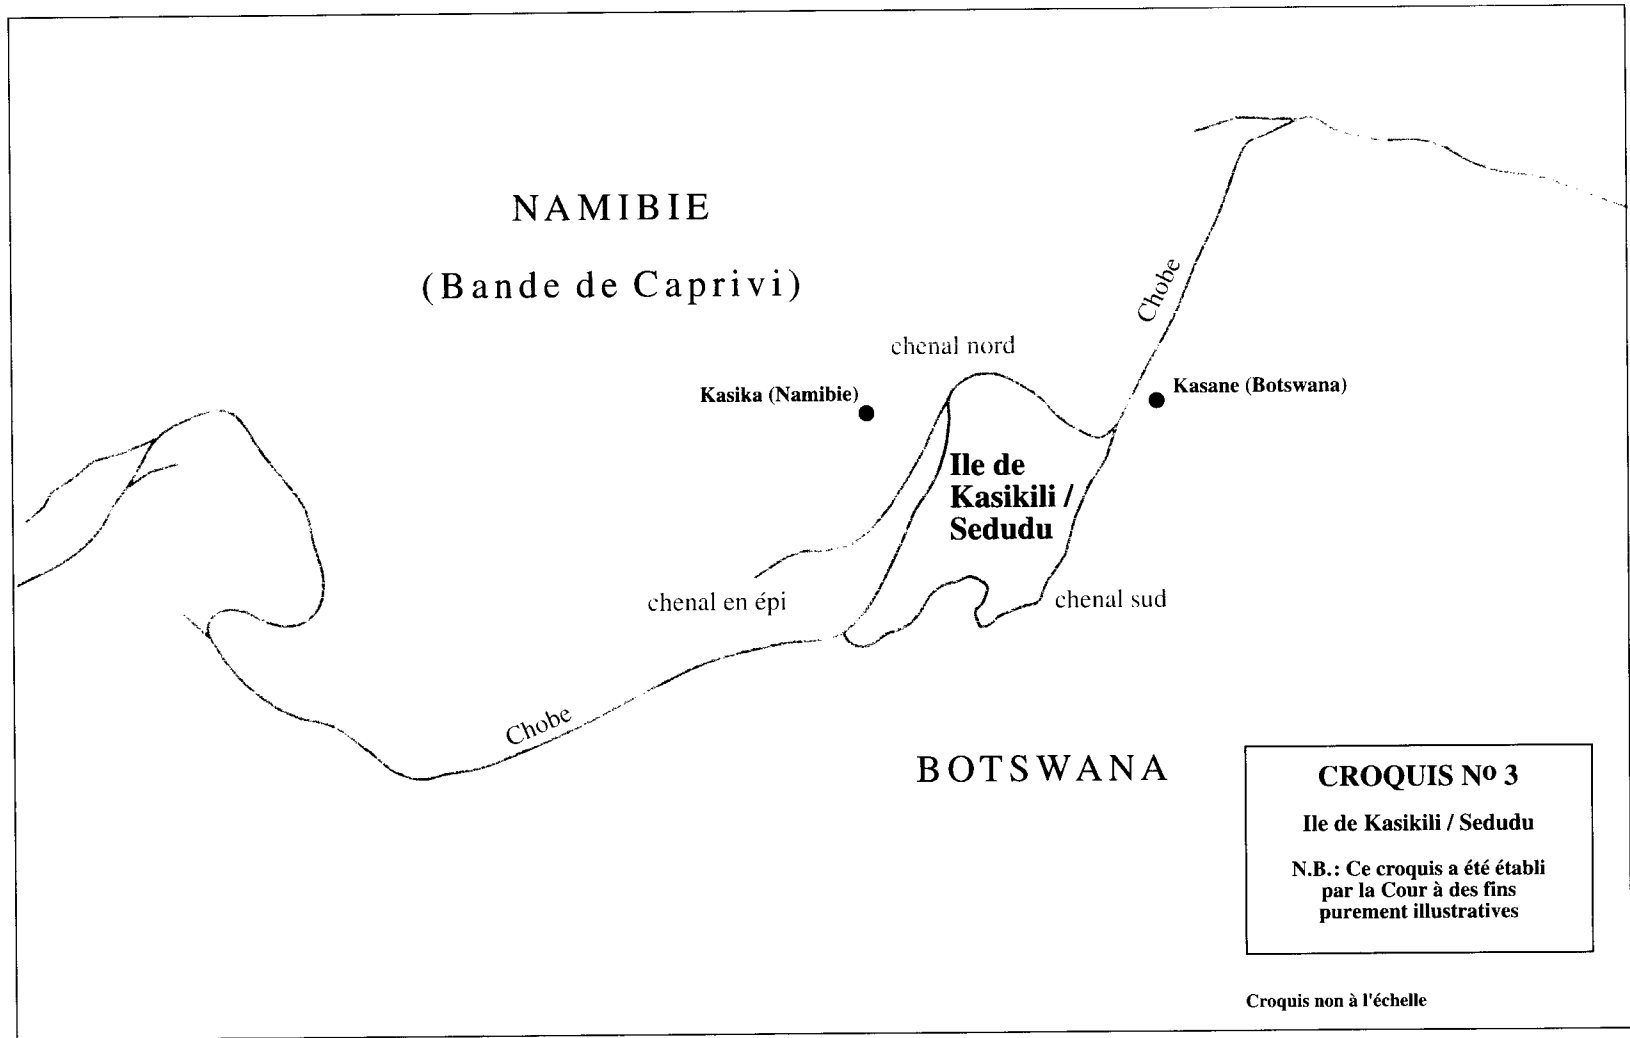 NAMIBIE
(Bande de Caprivi)
Chobe
chenal nord
Kasika (Namibie)
Kasane (Botswana)
Ile de
Kasikili /
Sedudu
chenal en épi
chenal sud
Chobe
BOTSWANA
CROQUIS No 3
Ile de Kasikili / Sedudu
N.B.: Ce croquis a été établi
par la Cour à des fins
purement illustratives
Croquis non à l'échelle